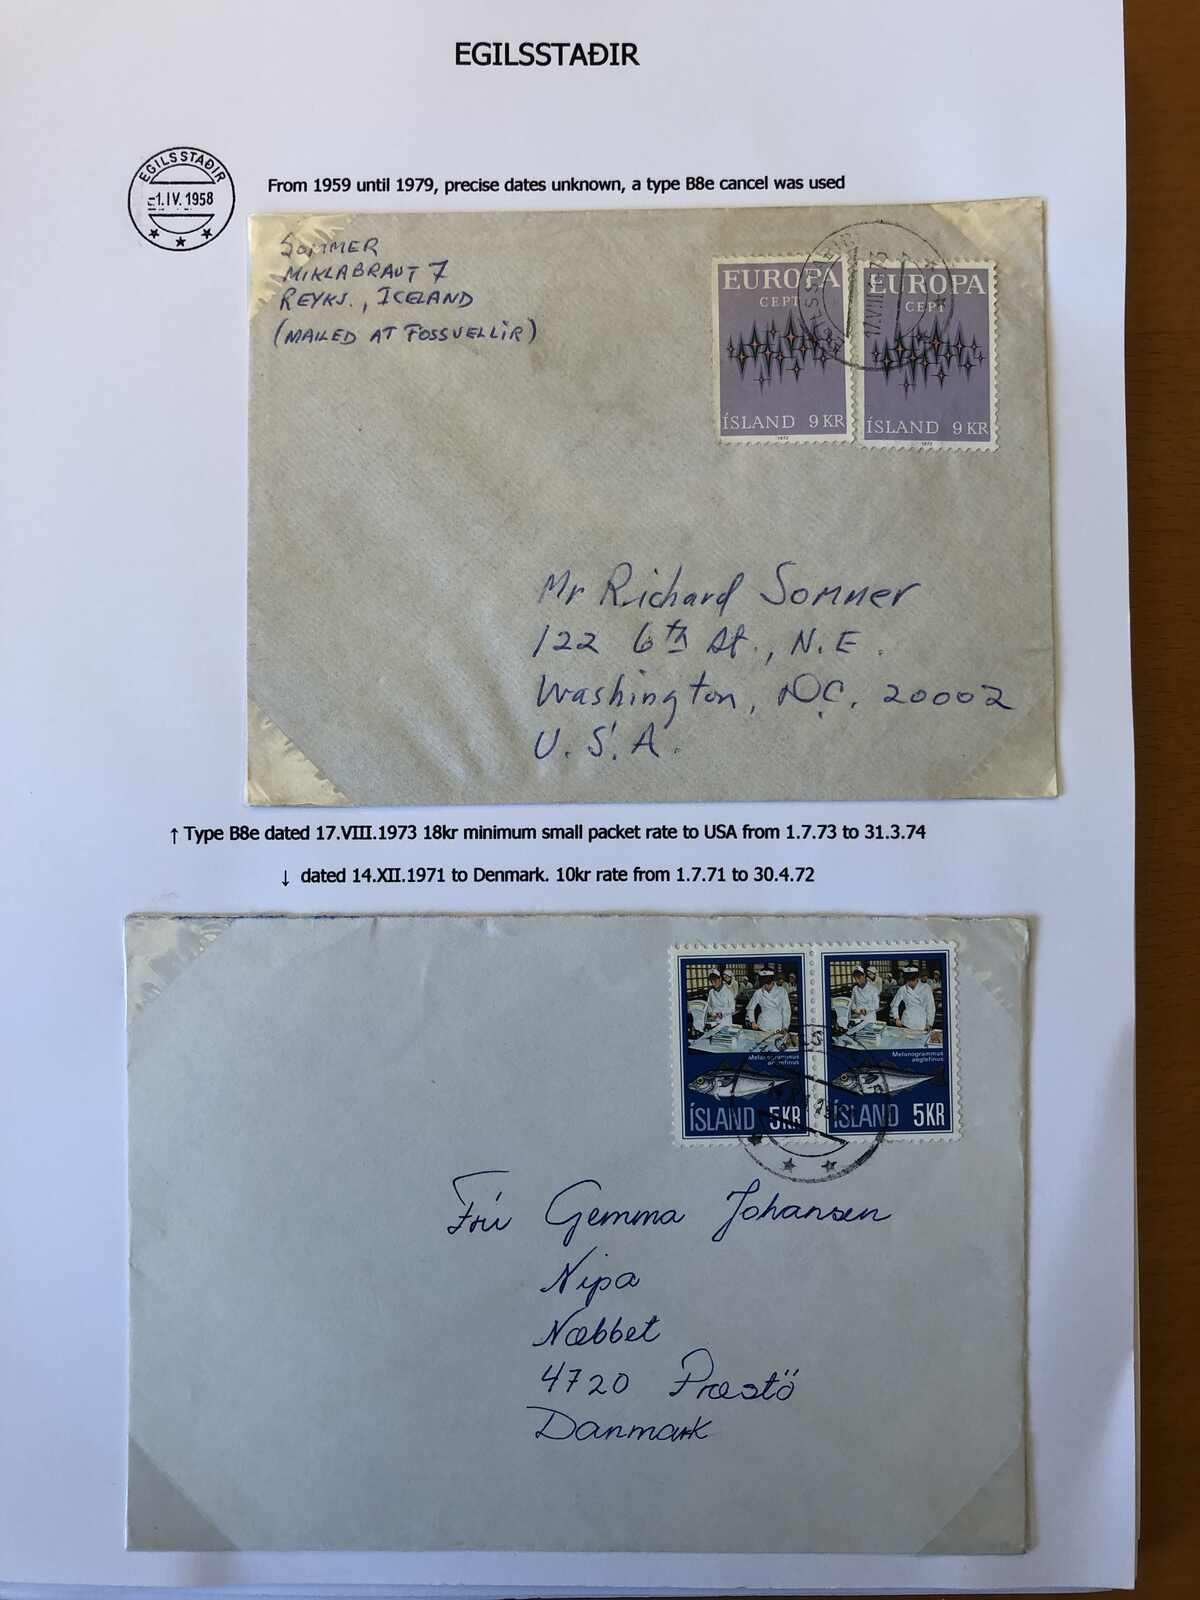 EGILSSTAÐIR
EGILSSTAÐIR
-1.IV.1958
From 1959 until 1979, precise dates unknown, a type B8e cancel was used
SOMMER
MIKLABRAUT 7
REYKJ., ICELAND
(MAILED AT FOSSVELLIR)
EUROPA
CEPT
ÍSLAND 9 KR
1972
EUROPA
CEPT
ÍSLAND 9 KR
1972
17.VIII.
Mr Richard Sommer
122 6th St., N.E.
Washington, D.C. 20002
U.S.A.
↑ Type B8e dated 17.VIII.1973 18kr minimum small packet rate to USA from 1.7.73 to 31.3.74
↓ dated 14.XII.1971 to Denmark. 10kr rate from 1.7.71 to 30.4.72
Melanogrammus
aeglefinus
ÍSLAND 5KR
Melanogrammus
aeglefinus
ÍSLAND 5KR
Frú Gemma Johansen
Nipa
Næbbet
4720 Præstö
Danmark